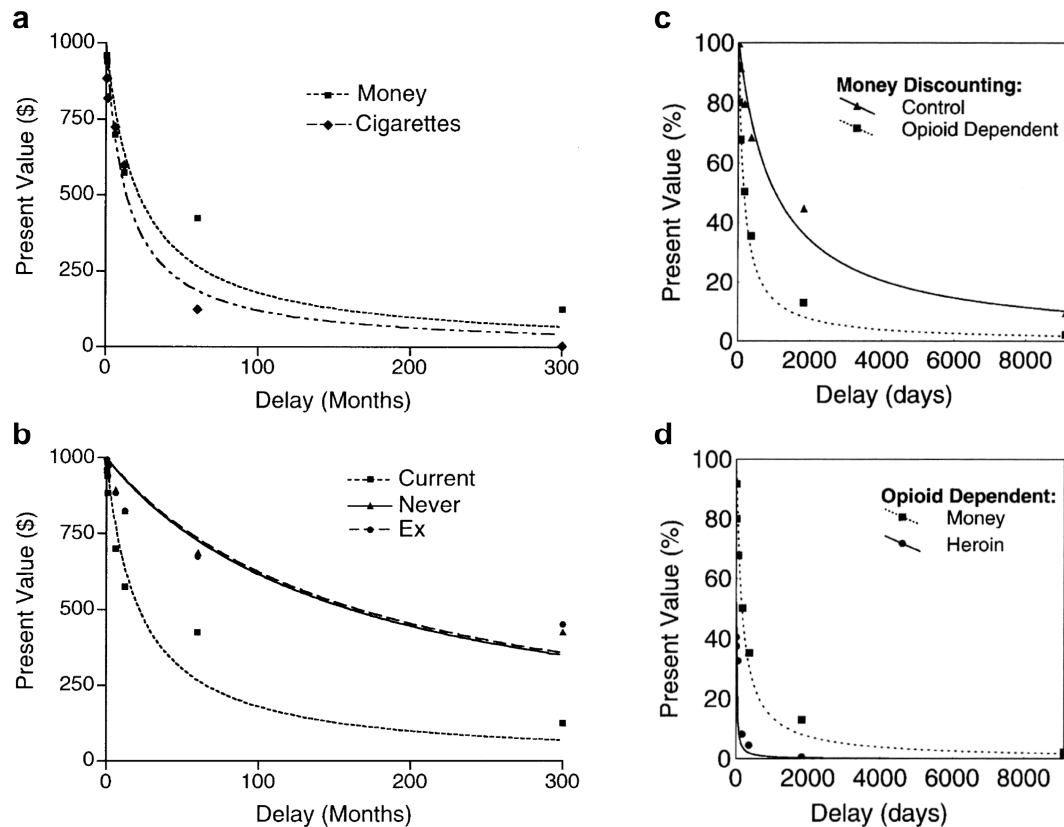 a
1000
750
500
250
0
Present Value ($)
Money
Cigarettes
0
100
200
300
Delay (Months)
b
1000
750
500
250
0
Present Value ($)
Current
Never
Ex
0
100
200
300
Delay (Months)
c
100
80
60
40
20
0
Present Value (%)
Money Discounting:
Control
Opioid Dependent
0
2000
4000
6000
8000
Delay (days)
d
100
80
60
40
20
0
Present Value (%)
Opioid Dependent:
Money
Heroin
0
2000
4000
6000
8000
Delay (days)